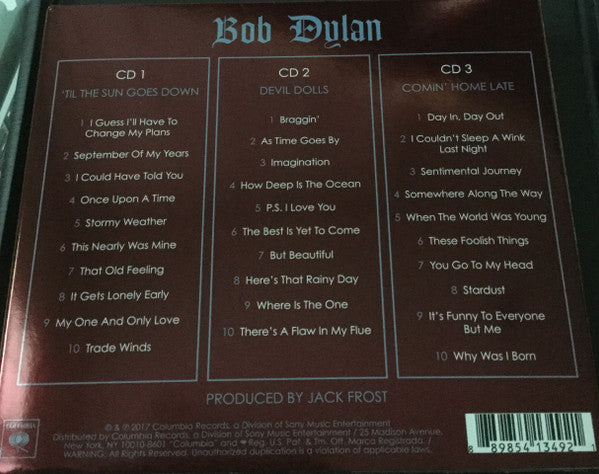 Bob Dylan
CD 1
'TIL THE SUN GOES DOWN
1 I Guess I'll Have To
Change My Plans
2 September Of My Years
3 I Could Have Told You
4 Once Upon A Time
5 Stormy Weather
6 This Nearly Was Mine
7 That Old Feeling
8 It Gets Lonely Early
9 My One And Only Love
10 Trade Winds
CD 2
DEVIL DOLLS
1 Braggin'
2 As Time Goes By
3 Imagination
4 How Deep Is The Ocean
5 P.S. I Love You
6 The Best Is Yet To Come
7 But Beautiful
8 Here's That Rainy Day
9 Where Is The One
10 There's A Flaw In My Flue
CD 3
COMIN' HOME LATE
1 Day In, Day Out
2 I Couldn't Sleep A Wink
Last Night
3 Sentimental Journey
4 Somewhere Along The Way
5 When The World Was Young
6 These Foolish Things
7 You Go To My Head
8 Stardust
9 It's Funny To Everyone
But Me
10 Why Was I Born
PRODUCED BY JACK FROST
COLUMBIA
© & ℗ 2017 Columbia Records, a Division of Sony Music Entertainment
Distributed by Columbia Records, a Division of Sony Music Entertainment / 25 Madison Avenue,
New York, NY 10010-8601 "Columbia" and Reg. U.S. Pat. & Tm. Off. Marca Registrada. /
WARNING: All Rights Reserved. Unauthorized duplication is a violation of applicable laws.
8 89854 13492 1